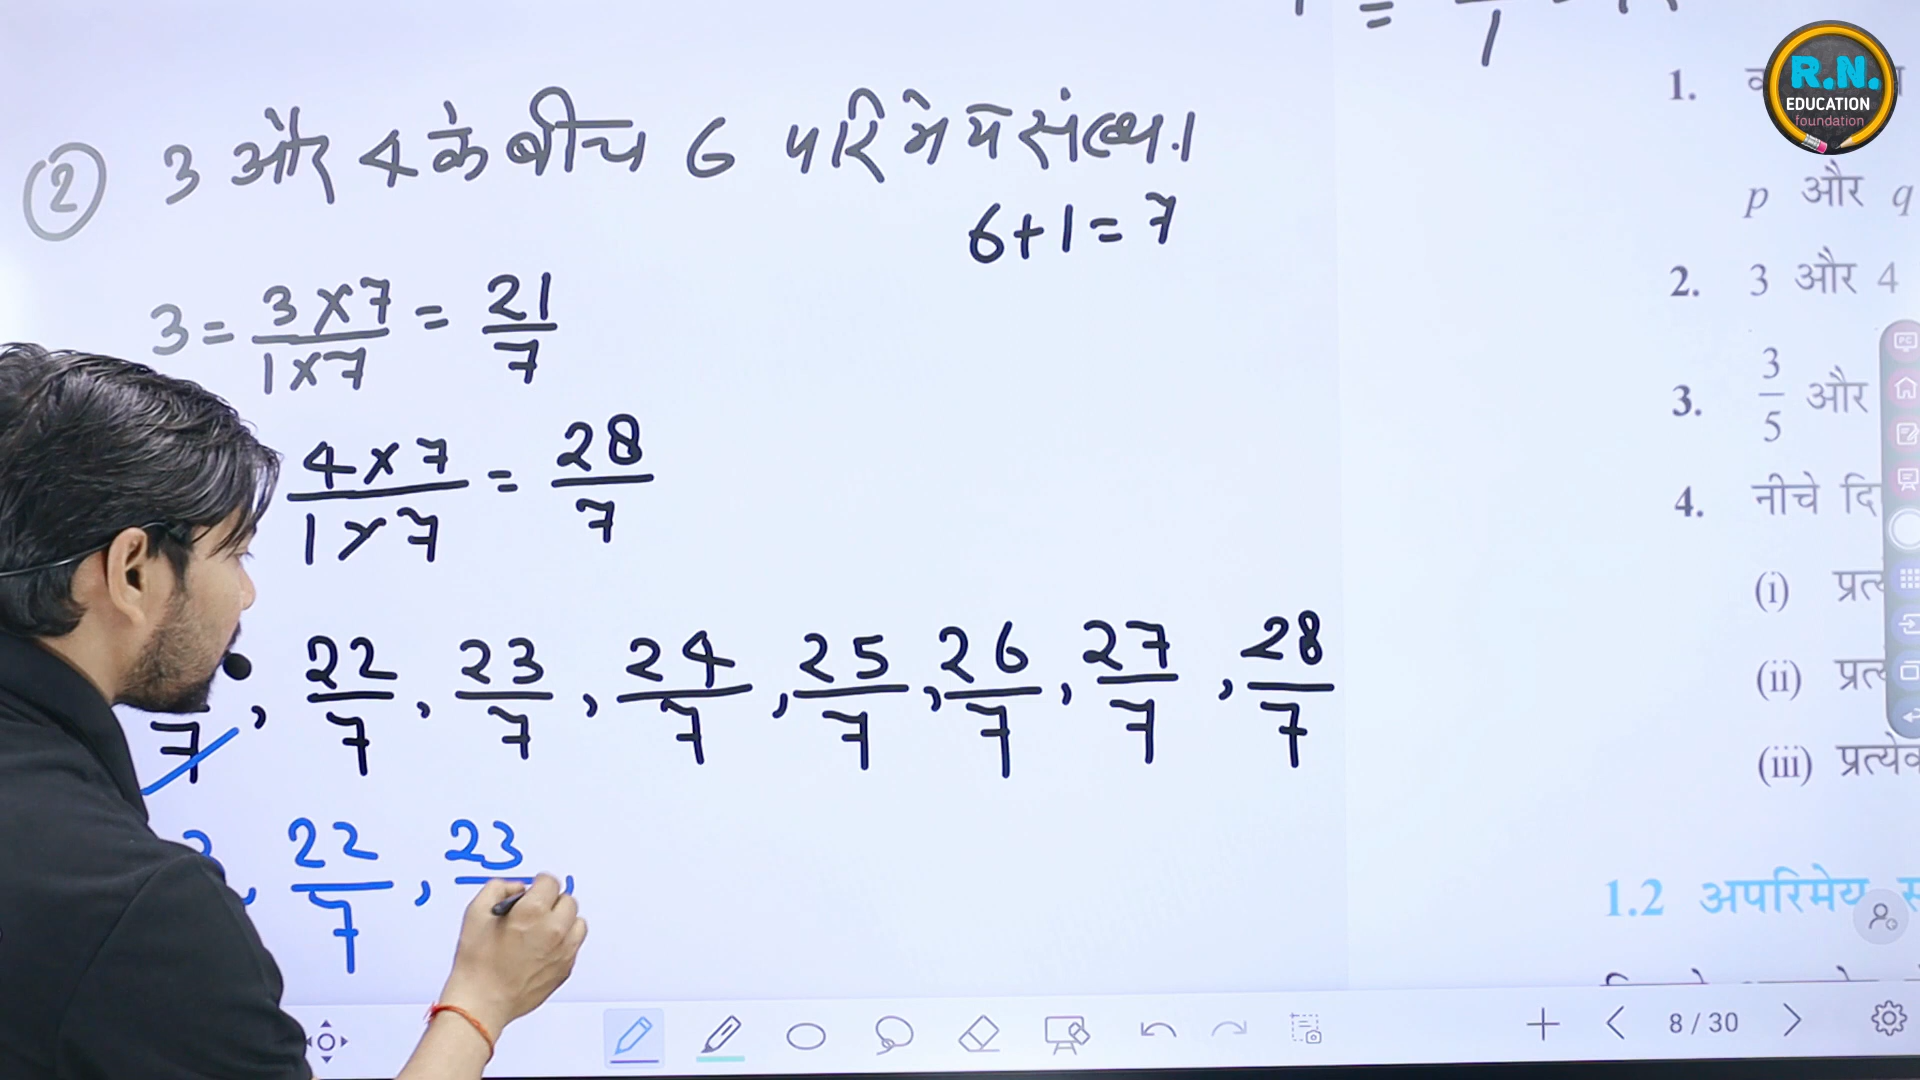 ② 3 और 4 के बीच 6 परिमेय संख्या
6+1=7
3 = 3×7/1×7 = 21/7
4×7/1×7 = 28/7
/7, 22/7, 23/7, 24/7, 25/7, 26/7, 27/7, 28/7
, 22/7, 23
=
1
1.
p और q
2. 3 और 4
3. 3/5 और
4. नीचे दि
(i)
(ii)
(iii)
1.2 अपरिमेय
R.N.
EDUCATION
foundation
8 / 30